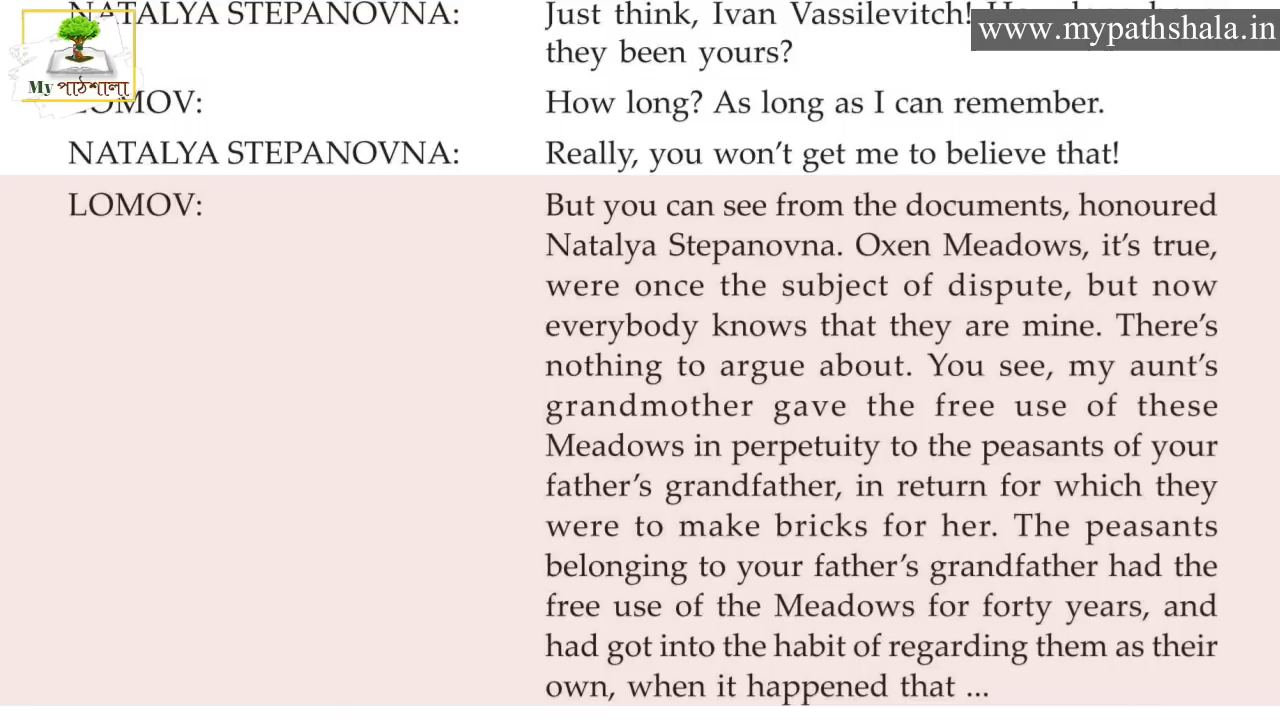 NATALYA STEPANOVNA: Just think, Ivan Vassilevitch!
www.mypathshala.in
they been yours?
My পাঠশালা
LOMOV: How long? As long as I can remember.
NATALYA STEPANOVNA: Really, you won't get me to believe that!
LOMOV: But you can see from the documents, honoured
Natalya Stepanovna. Oxen Meadows, it's true,
were once the subject of dispute, but now
everybody knows that they are mine. There's
nothing to argue about. You see, my aunt's
grandmother gave the free use of these
Meadows in perpetuity to the peasants of your
father's grandfather, in return for which they
were to make bricks for her. The peasants
belonging to your father's grandfather had the
free use of the Meadows for forty years, and
had got into the habit of regarding them as their
own, when it happened that ...